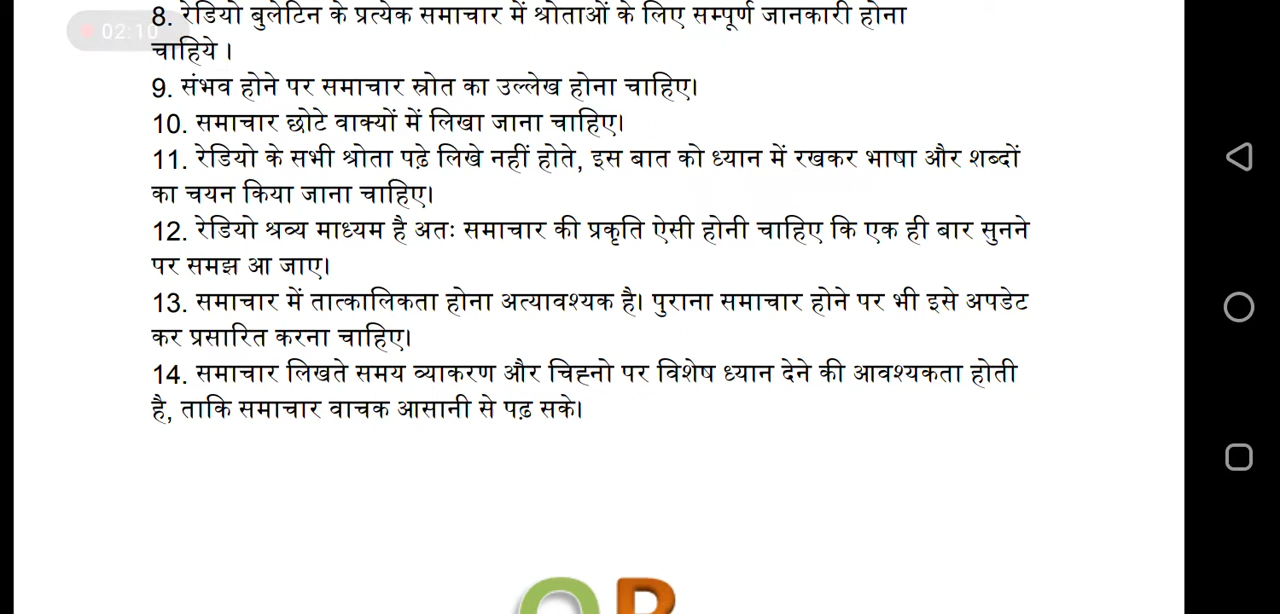 8. रेडियो बुलेटिन के प्रत्येक समाचार में श्रोताओं के लिए सम्पूर्ण जानकारी होना
02:10
चाहिये ।
9. संभव होने पर समाचार स्रोत का उल्लेख होना चाहिए।
10. समाचार छोटे वाक्यों में लिखा जाना चाहिए।
11. रेडियो के सभी श्रोता पढ़े लिखे नहीं होते, इस बात को ध्यान में रखकर भाषा और शब्दों
का चयन किया जाना चाहिए।
12. रेडियो श्रव्य माध्यम है अतः समाचार की प्रकृति ऐसी होनी चाहिए कि एक ही बार सुनने
पर समझ आ जाए।
13. समाचार में तात्कालिकता होना अत्यावश्यक है। पुराना समाचार होने पर भी इसे अपडेट
कर प्रसारित करना चाहिए।
14. समाचार लिखते समय व्याकरण और चिह्नो पर विशेष ध्यान देने की आवश्यकता होती
है, ताकि समाचार वाचक आसानी से पढ़ सके।